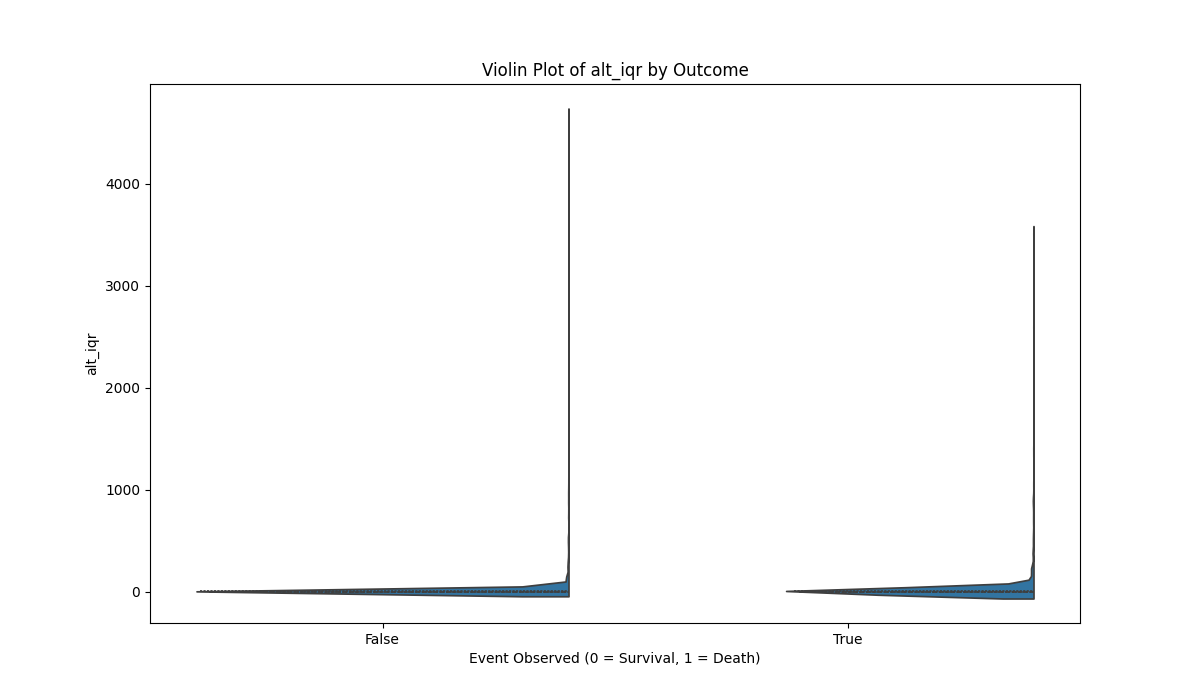 Violin Plot of alt_iqr by Outcome
alt_iqr
4000
3000
2000
1000
0
False
True
Event Observed (0 = Survival, 1 = Death)